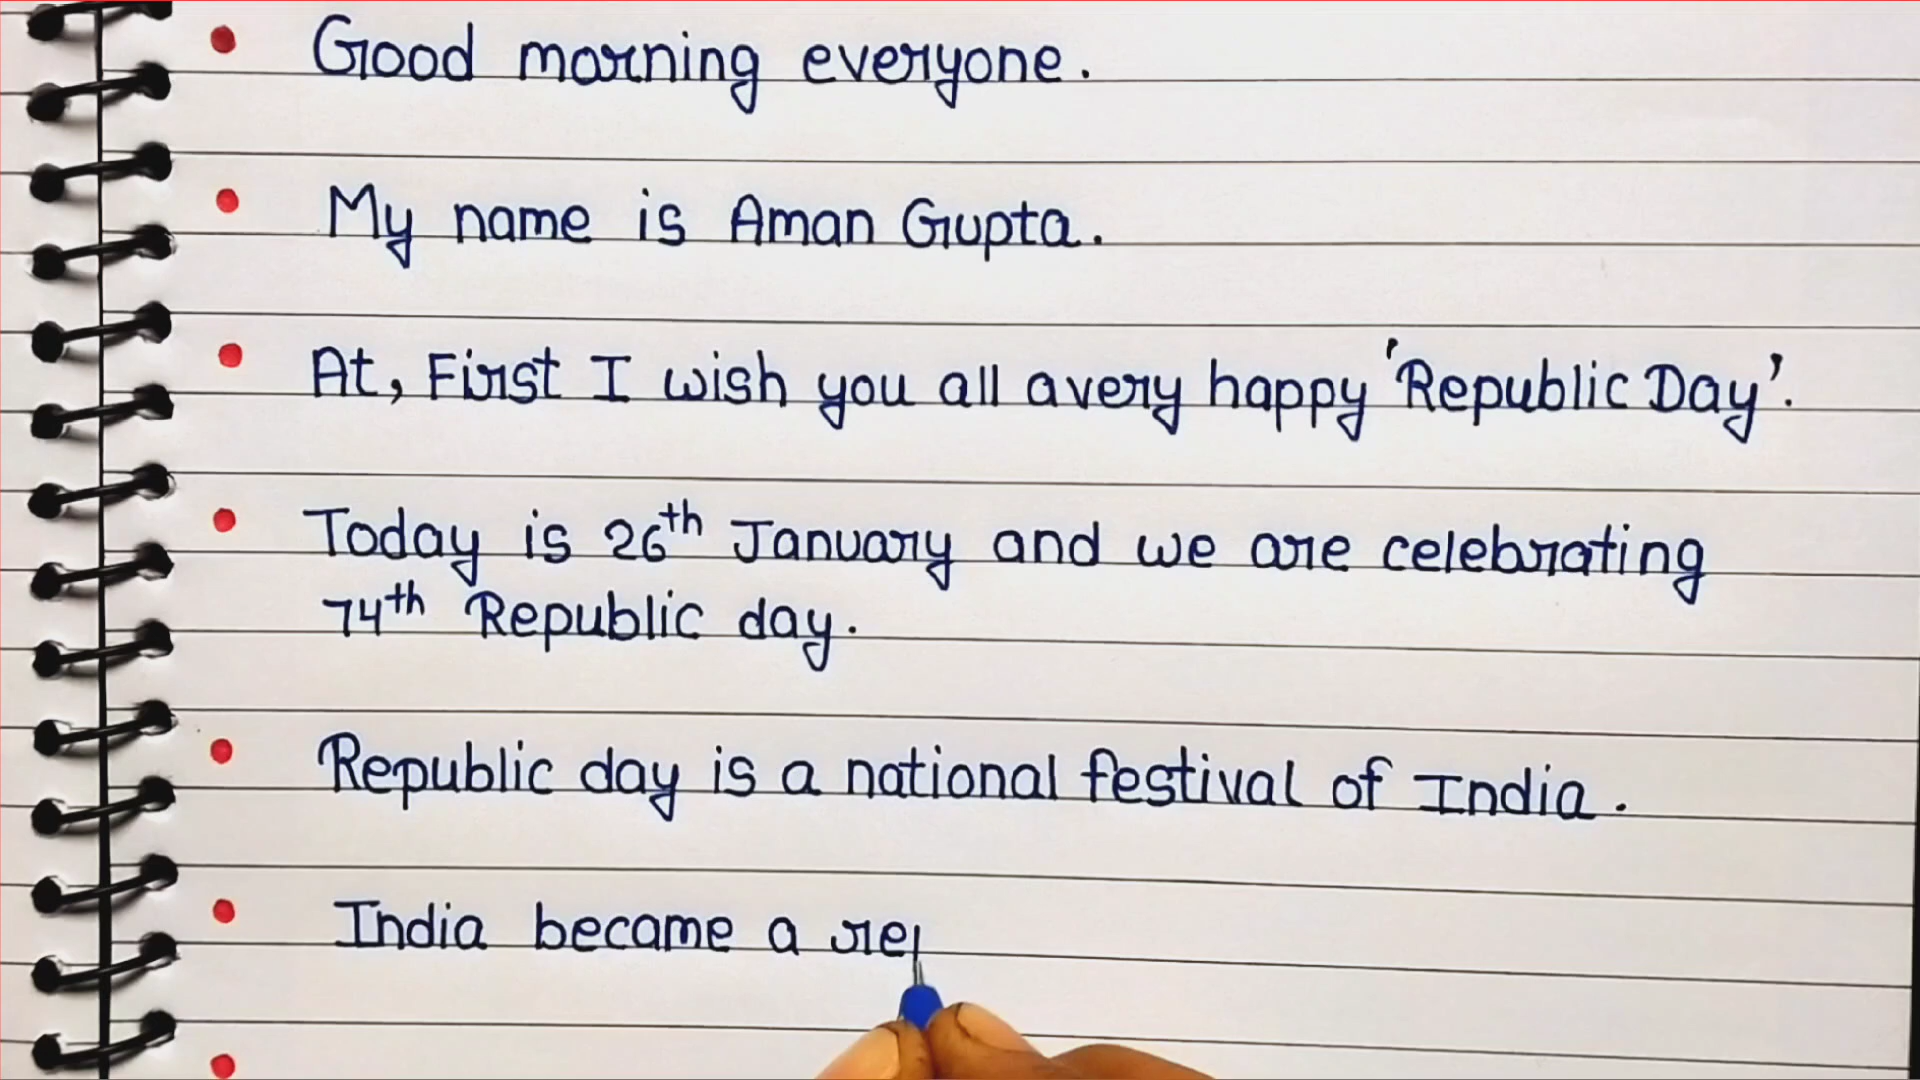 Good morning everyone.
My name is Aman Gupta.
At, First I wish you all a very happy 'Republic Day'.
Today is 26th January and we are celebrating
74th Republic day.
Republic day is a national festival of India.
India became a